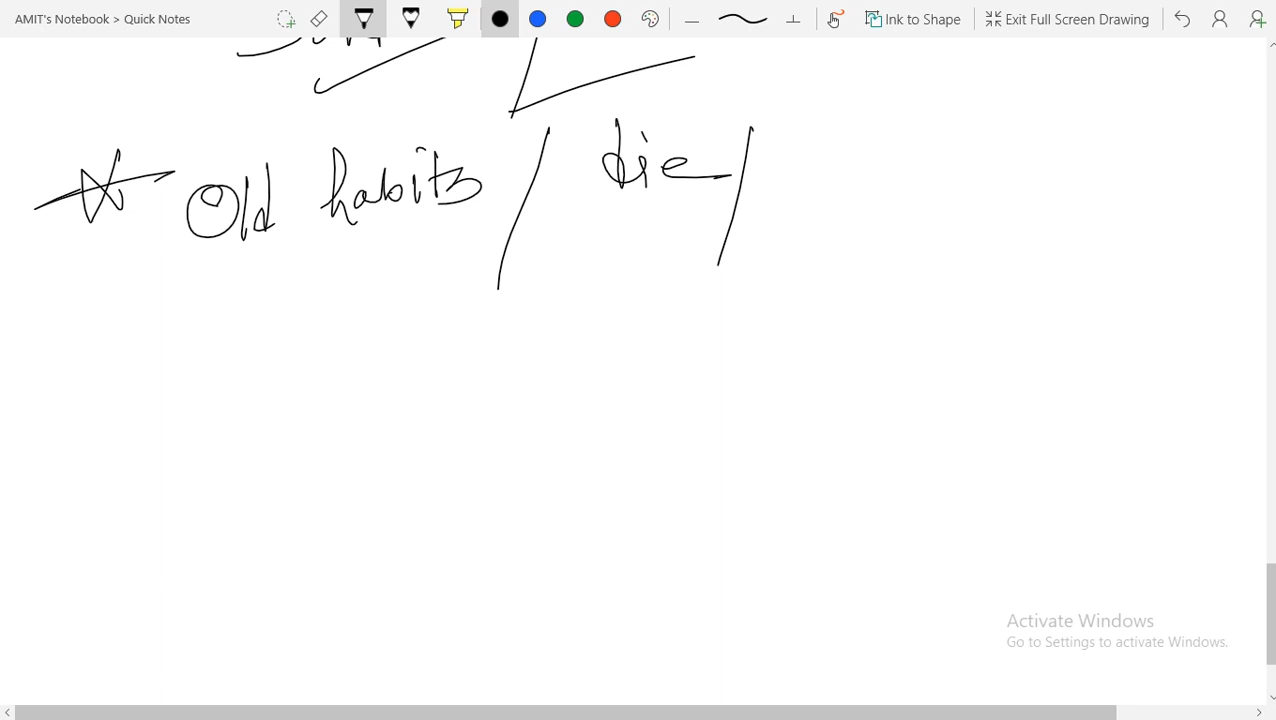 AMIT's Notebook > Quick Notes
Ink to Shape
Exit Full Screen Drawing
Old habits / die /
Activate Windows
Go to Settings to activate Windows.